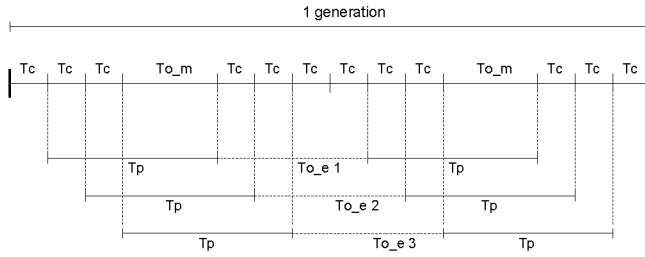 1 generation
Tc Tc Tc To_m Tc Tc Tc Tc Tc Tc To_m Tc Tc Tc
Tp To_e 1 Tp
Tp To_e 2 Tp
Tp To_e 3 Tp